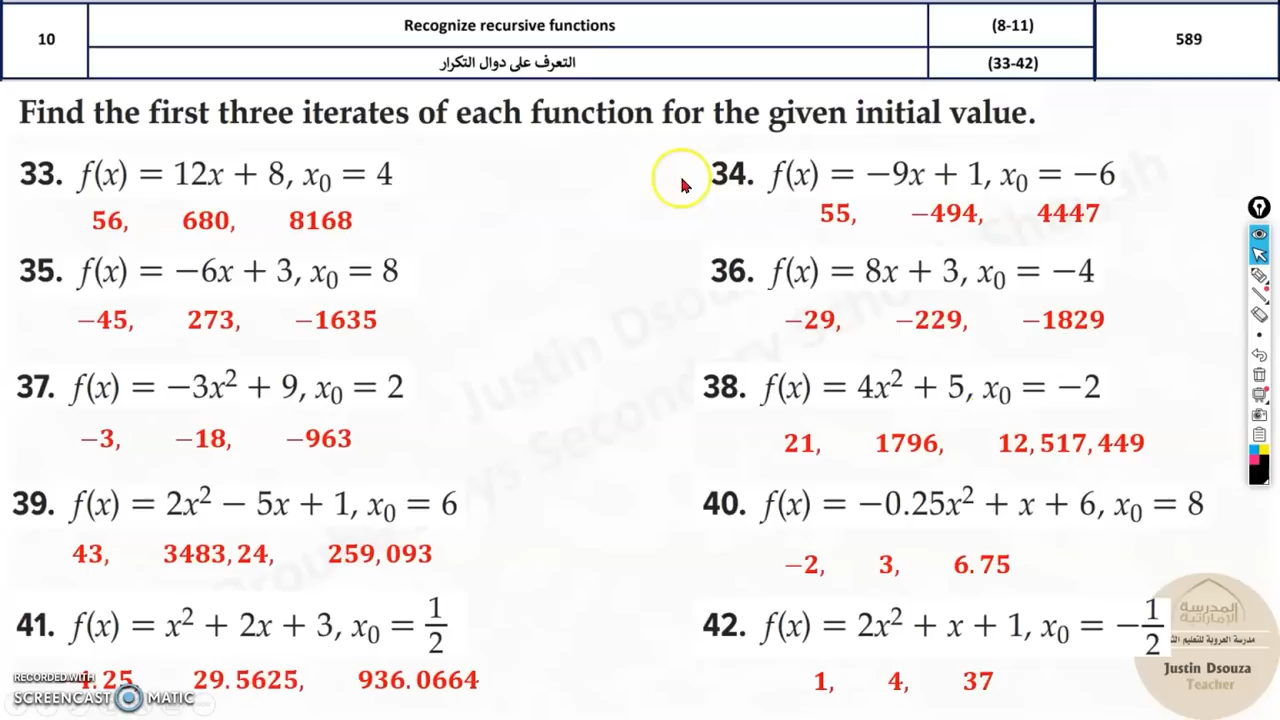 10 Recognize recursive functions (8-11) 589
التعرف على دوال التكرار (33-42)
Find the first three iterates of each function for the given initial value.
33. f(x) = 12x + 8, x₀ = 4
56, 680, 8168
34. f(x) = −9x + 1, x₀ = −6
55, −494, 4447
35. f(x) = −6x + 3, x₀ = 8
−45, 273, −1635
36. f(x) = 8x + 3, x₀ = −4
−29, −229, −1829
37. f(x) = −3x² + 9, x₀ = 2
−3, −18, −963
38. f(x) = 4x² + 5, x₀ = −2
21, 1796, 12,517,449
39. f(x) = 2x² − 5x + 1, x₀ = 6
43, 3483,24, 259,093
40. f(x) = −0.25x² + x + 6, x₀ = 8
−2, 3, 6.75
41. f(x) = x² + 2x + 3, x₀ = 1/2
4.25 29.5625, 936.0664
42. f(x) = 2x² + x + 1, x₀ = −1/2
1, 4, 37
RECORDED WITH
SCREENCAST MATIC
المدرسة
الإماراتية
Justin Dsouza
Teacher